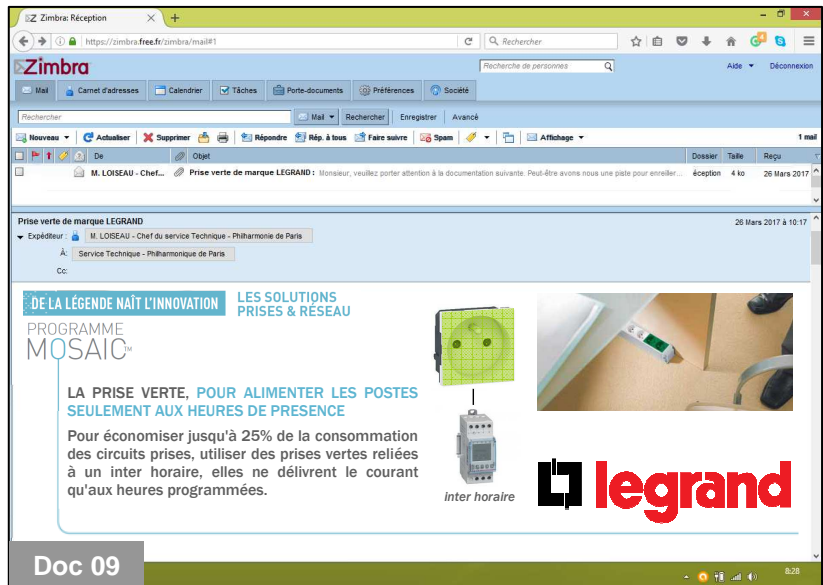 Zimbra: Réception
https://zimbra.free.fr/zimbra/mail#1
Rechercher
Zimbra
Recherche de personnes
Aide
Déconnexion
Mail
Carnet d'adresses
Calendrier
Tâches
Porte-documents
Préférences
Société
Rechercher
Mail
Rechercher
Enregistrer
Avancé
Nouveau
Actualiser
Supprimer
Répondre
Rép. à tous
Faire suivre
Spam
Affichage
1 mail
De
Objet
Dossier
Taille
Reçu
M. LOISEAU - Chef...
Prise verte de marque LEGRAND : Monsieur, veuillez porter attention à la documentation suivante. Peut-être avons nous une piste pour enreiller...
éception
4 ko
26 Mars 2017
Prise verte de marque LEGRAND
26 Mars 2017 à 10:17
Expéditeur : M. LOISEAU - Chef du service Technique - Philharmonie de Paris
À: Service Technique - Philharmonique de Paris
Cc:
DE LA LÉGENDE NAÎT L'INNOVATION
LES SOLUTIONS
PRISES & RÉSEAU
PROGRAMME
MOSAIC™
LA PRISE VERTE, POUR ALIMENTER LES POSTES
SEULEMENT AUX HEURES DE PRESENCE
Pour économiser jusqu'à 25% de la consommation
des circuits prises, utiliser des prises vertes reliées
à un inter horaire, elles ne délivrent le courant
qu'aux heures programmées.
inter horaire
legrand
Doc 09
8:28